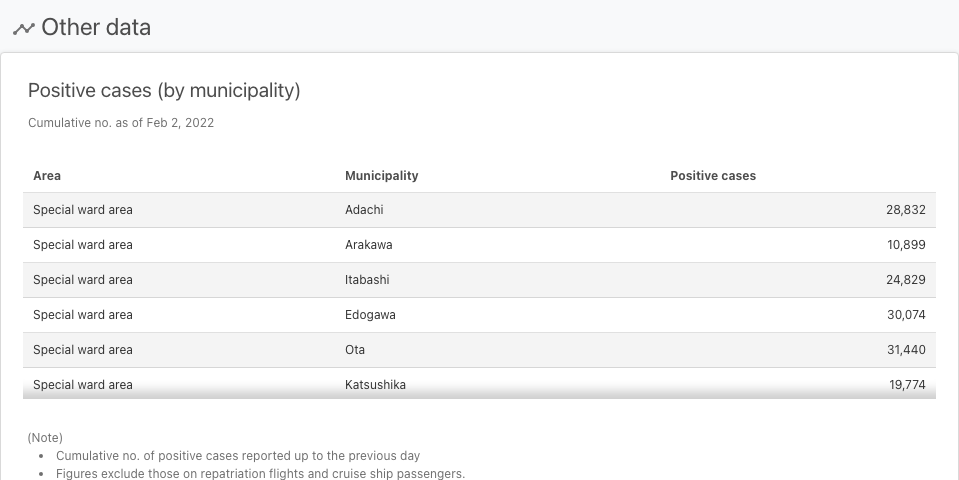 Other data
Positive cases (by municipality)
Cumulative no. as of Feb 2, 2022
Area Municipality Positive cases
Special ward area Adachi 28,832
Special ward area Arakawa 10,899
Special ward area Itabashi 24,829
Special ward area Edogawa 30,074
Special ward area Ota 31,440
Special ward area Katsushika 19,774
(Note)
• Cumulative no. of positive cases reported up to the previous day
• Figures exclude those on repatriation flights and cruise ship passengers.